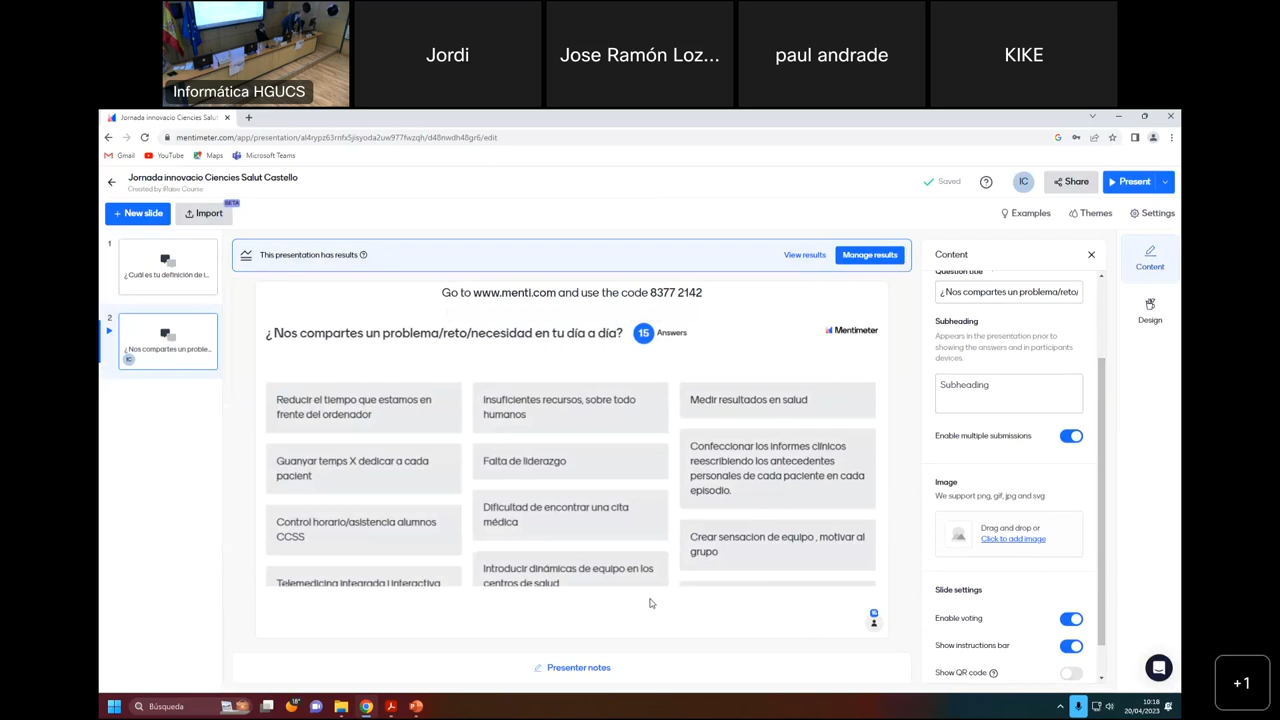 Informática HGUCS
Jordi
Jose Ramón Loz...
paul andrade
KIKE
Jornada innovacio Ciencies Salut
mentimeter.com/app/presentation/al4rypz63rnfx5jisyoda2uw977fwzqh/d48nwdh48gr6/edit
Gmail
YouTube
Maps
Microsoft Teams
Jornada innovacio Ciencies Salut Castello
Created by iRaise Course
Saved
IC
Share
Present
+ New slide
Import
BETA
Examples
Themes
Settings
1
¿Cuál es tu definición de i...
2
¿Nos compartes un proble...
IC
This presentation has results
View results
Manage results
Go to www.menti.com and use the code 8377 2142
¿Nos compartes un problema/reto/necesidad en tu día a día?
15 Answers
Mentimeter
Reducir el tiempo que estamos en
frente del ordenador
Guanyar temps X dedicar a cada
pacient
Control horario/asistencia alumnos
CCSS
Telemedicina integrada i interactiva
Insuficientes recursos, sobre todo
humanos
Falta de liderazgo
Dificultad de encontrar una cita
médica
Introducir dinámicas de equipo en los
centros de salud
Medir resultados en salud
Confeccionar los informes clínicos
reescribiendo los antecedentes
personales de cada paciente en cada
episodio.
Crear sensacion de equipo , motivar al
grupo
Presenter notes
Content
Question title
¿Nos compartes un problema/reto/
Subheading
Appears in the presentation prior to
showing the answers and in participants
devices.
Subheading
Enable multiple submissions
Image
We support png, gif, jpg and svg
Drag and drop or
Click to add image
Slide settings
Enable voting
Show instructions bar
Show QR code
Content
Design
Búsqueda
18°
10:18
20/04/2023
+1